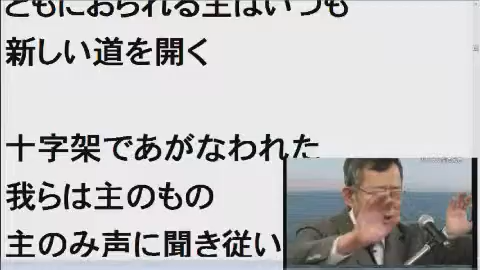 ともにおられる主はいつも
新しい道を開く
十字架であがなわれた
我らは主のもの
主のみ声に聞き従い